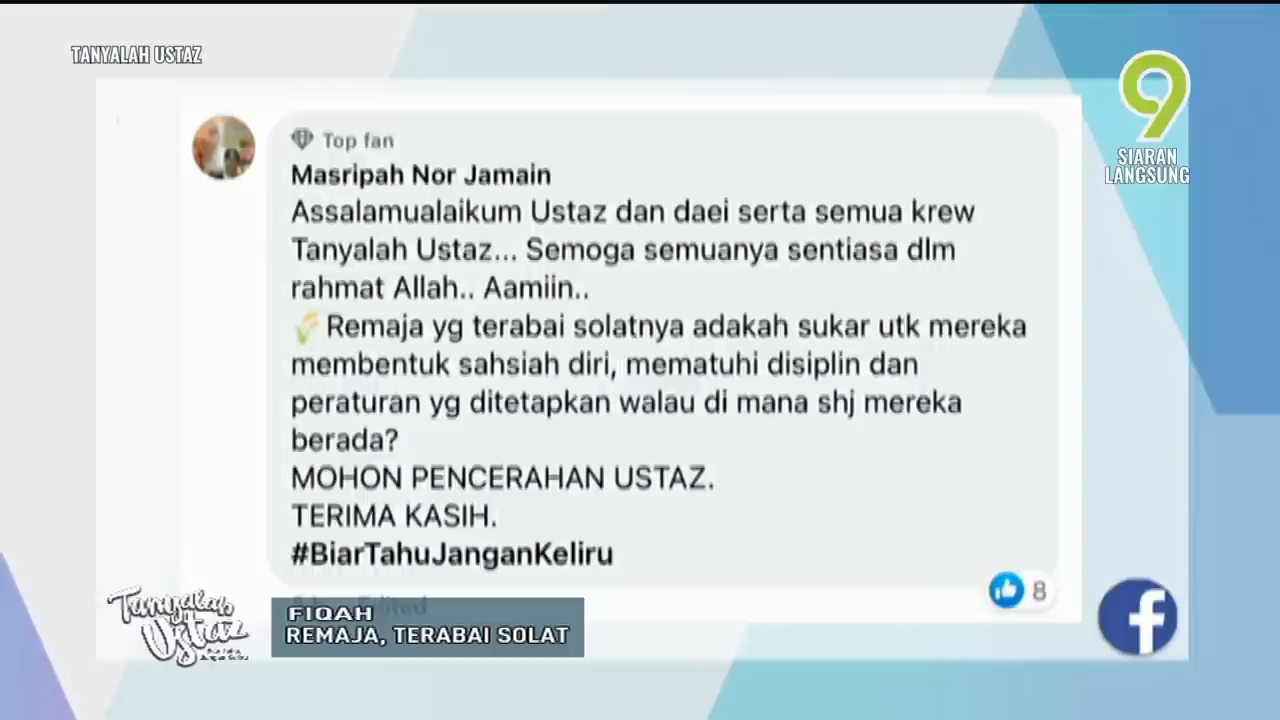 TANYALAH USTAZ
9
SIARAN
LANGSUNG
Top fan
Masripah Nor Jamain
Assalamualaikum Ustaz dan daei serta semua krew
Tanyalah Ustaz... Semoga semuanya sentiasa dlm
rahmat Allah.. Aamiin..
Remaja yg terabai solatnya adakah sukar utk mereka
membentuk sahsiah diri, mematuhi disiplin dan
peraturan yg ditetapkan walau di mana shj mereka
berada?
MOHON PENCERAHAN USTAZ.
TERIMA KASIH.
#BiarTahuJanganKeliru
8
Edited
Tanyalah
Ustaz
FIQAH
REMAJA, TERABAI SOLAT
f